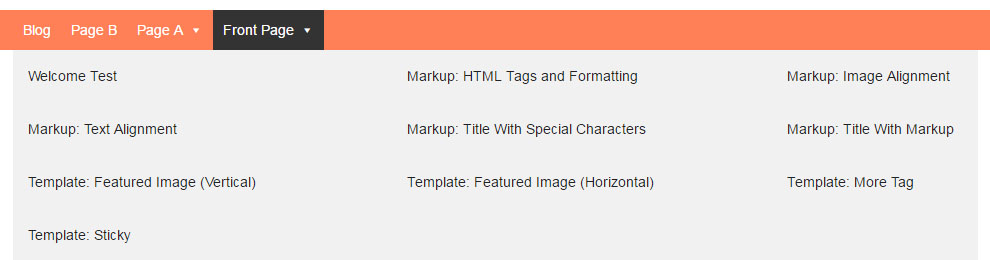 Blog Page B Page A Front Page
Welcome Test Markup: HTML Tags and Formatting Markup: Image Alignment
Markup: Text Alignment Markup: Title With Special Characters Markup: Title With Markup
Template: Featured Image (Vertical) Template: Featured Image (Horizontal) Template: More Tag
Template: Sticky